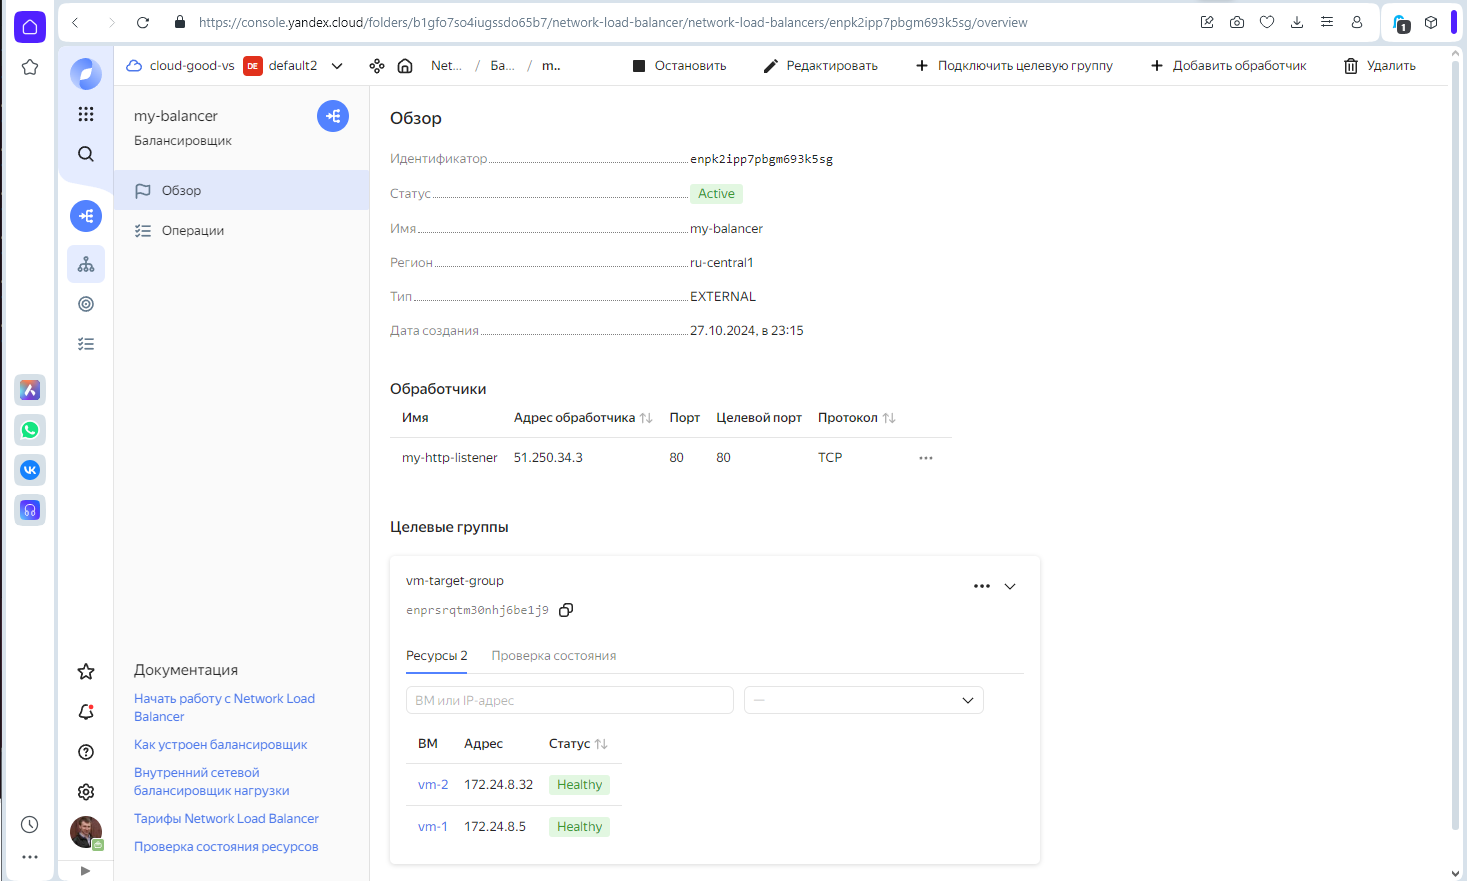 https://console.yandex.cloud/folders/b1gfo7so4iugssdo65b7/network-load-balancer/network-load-balancers/enpk2ipp7pbgm693k5sg/overview
1
cloud-good-vs DE default2 Net... / Ба... / m.. Остановить Редактировать Подключить целевую группу Добавить обработчик Удалить
my-balancer
Балансировщик
Обзор
Операции
Документация
Начать работу с Network Load
Balancer
Как устроен балансировщик
Внутренний сетевой
балансировщик нагрузки
Тарифы Network Load Balancer
Проверка состояния ресурсов
Обзор
Идентификатор enpk2ipp7pbgm693k5sg
Статус Active
Имя my-balancer
Регион ru-central1
Тип EXTERNAL
Дата создания 27.10.2024, в 23:15
Обработчики
Имя Адрес обработчика Порт Целевой порт Протокол
my-http-listener 51.250.34.3 80 80 TCP
Целевые группы
vm-target-group
enprsrqtm30nhj6be1j9
Ресурсы 2 Проверка состояния
ВМ или IP-адрес —
ВМ Адрес Статус
vm-2 172.24.8.32 Healthy
vm-1 172.24.8.5 Healthy